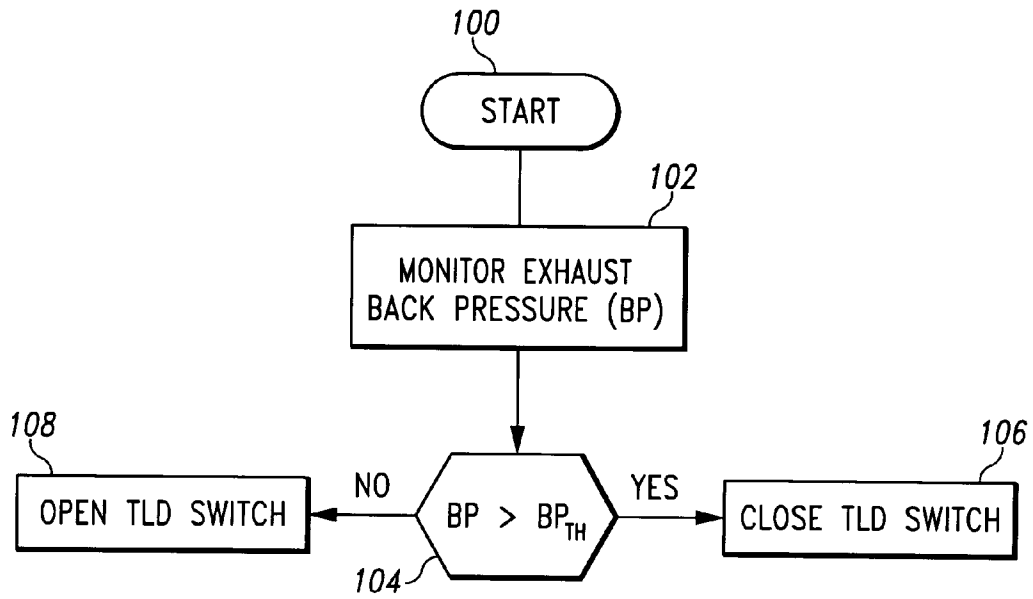 100
START
102
MONITOR EXHAUST
BACK PRESSURE (BP)
108
106
NO
YES
OPEN TLD SWITCH
BP > BPTH
CLOSE TLD SWITCH
104